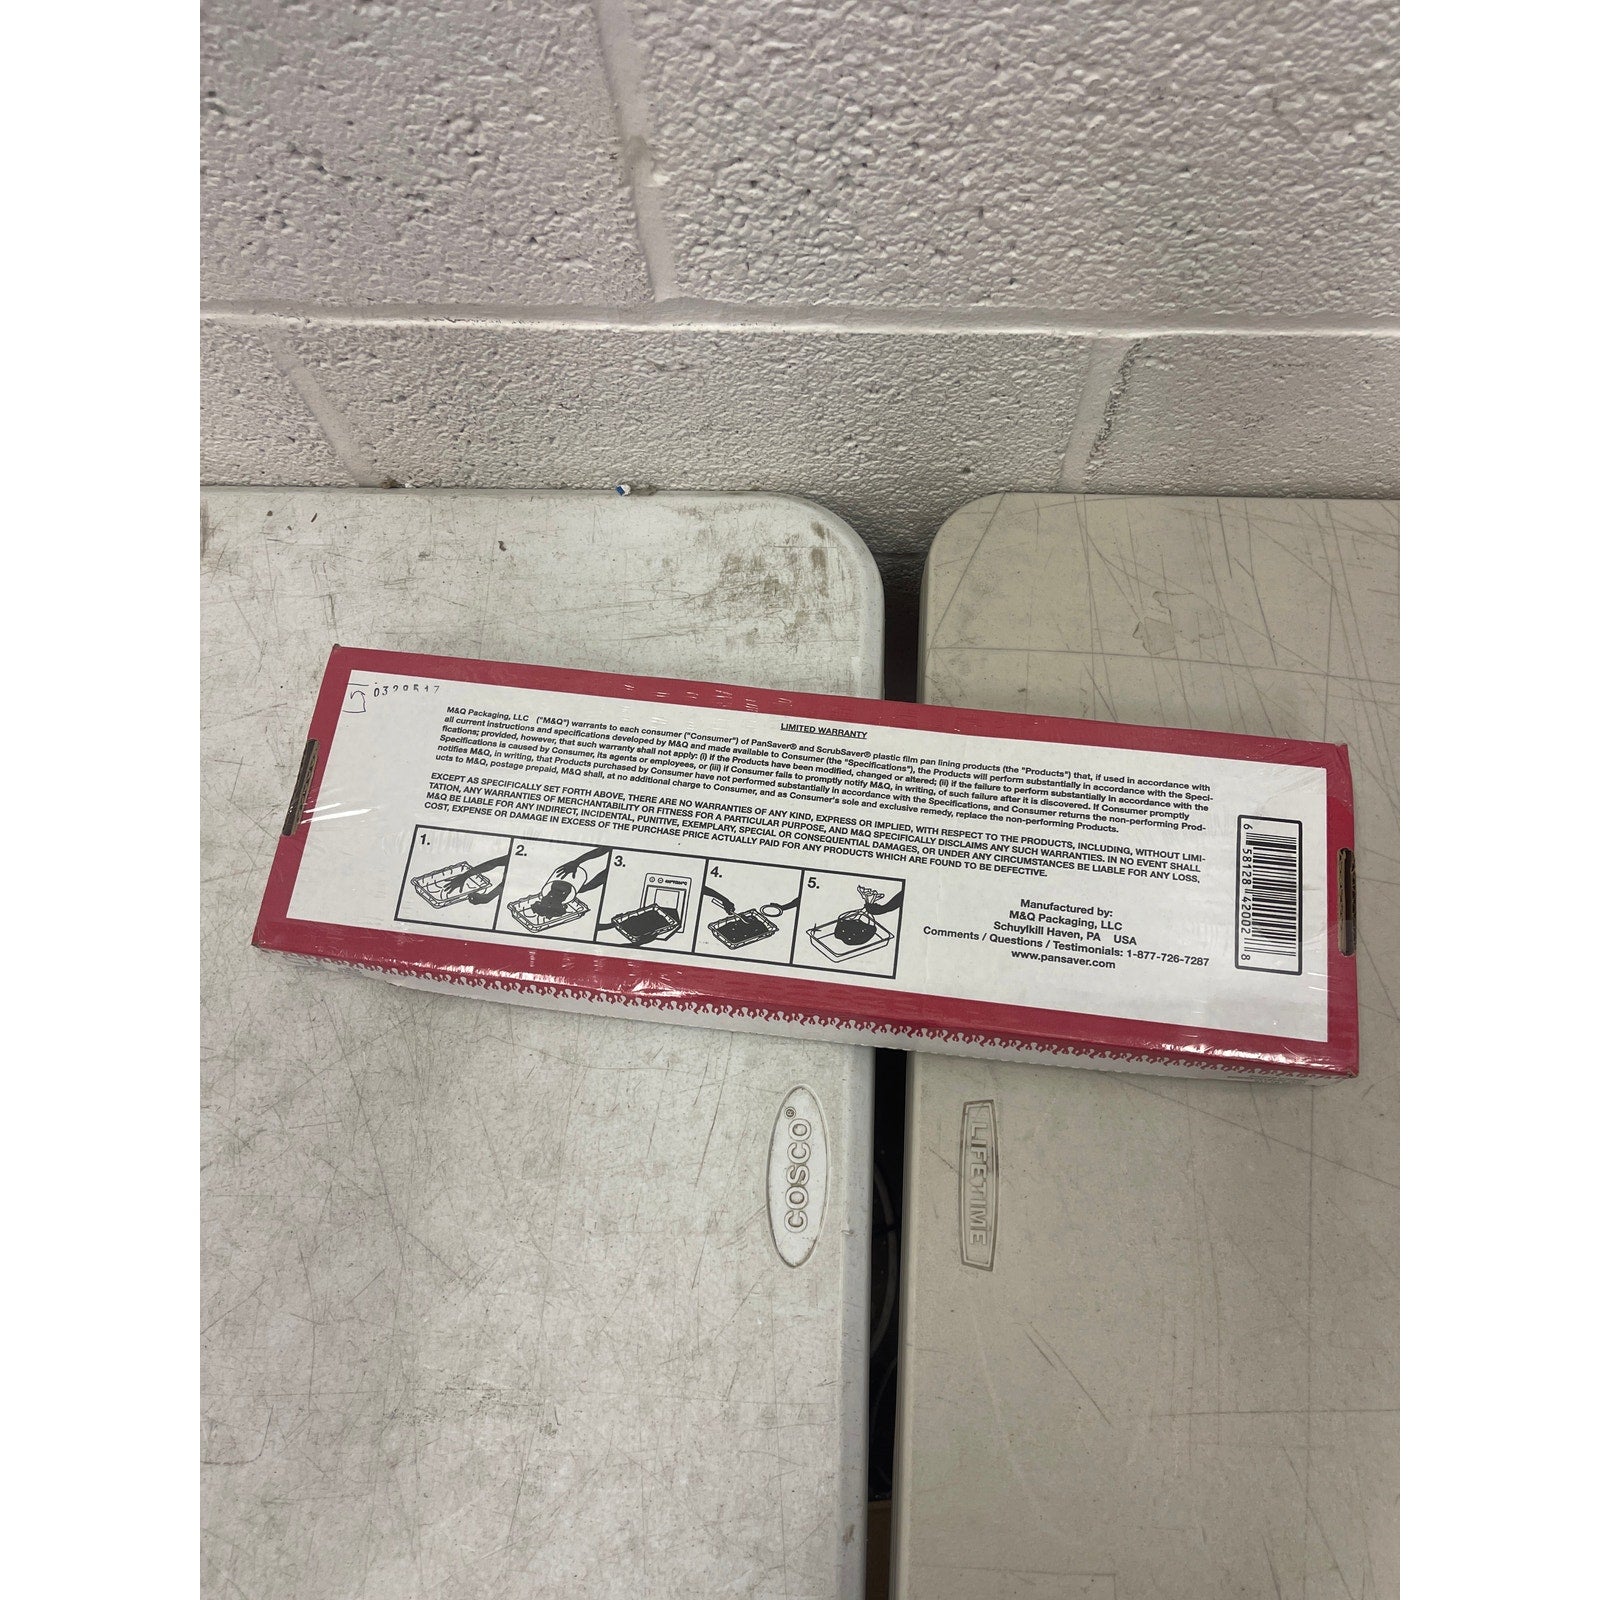 LIMITED WARRANTY
M&Q Packaging, LLC ("M&Q") warrants to each consumer ("Consumer") of PanSaver® and ScrubSaver® plastic film pan lining products (the "Products") that, if used in accordance with
all current instructions and specifications developed by M&Q and made available to Consumer (the "Specifications"), the Products will perform substantially in accordance with the Speci-
fications; provided, however, that such warranty shall not apply: (i) if the Products have been modified, changed or altered; (ii) if the failure to perform substantially in accordance with the
Specifications is caused by Consumer, its agents or employees, or (iii) if Consumer fails to promptly notify M&Q, in writing, of such failure after it is discovered. If Consumer promptly
notifies M&Q, in writing, that Products purchased by Consumer have not performed substantially in accordance with the Specifications, and Consumer returns the non-performing Prod-
ucts to M&Q, postage prepaid, M&Q shall, at no additional charge to Consumer, and as Consumer's sole and exclusive remedy, replace the non-performing Products.
EXCEPT AS SPECIFICALLY SET FORTH ABOVE, THERE ARE NO WARRANTIES OF ANY KIND, EXPRESS OR IMPLIED, WITH RESPECT TO THE PRODUCTS, INCLUDING, WITHOUT LIMI-
TATION, ANY WARRANTIES OF MERCHANTABILITY OR FITNESS FOR A PARTICULAR PURPOSE, AND M&Q SPECIFICALLY DISCLAIMS ANY SUCH WARRANTIES. IN NO EVENT SHALL
M&Q BE LIABLE FOR ANY INDIRECT, INCIDENTAL, PUNITIVE, EXEMPLARY, SPECIAL OR CONSEQUENTIAL DAMAGES, OR UNDER ANY CIRCUMSTANCES BE LIABLE FOR ANY LOSS,
COST, EXPENSE OR DAMAGE IN EXCESS OF THE PURCHASE PRICE ACTUALLY PAID FOR ANY PRODUCTS WHICH ARE FOUND TO BE DEFECTIVE.
1.
2.
3.
4.
5.
Manufactured by:
M&Q Packaging, LLC
Schuylkill Haven, PA USA
Comments / Questions / Testimonials: 1-877-726-7287
www.pansaver.com
6 58128 42002 8
COSCO®
LIFETIME